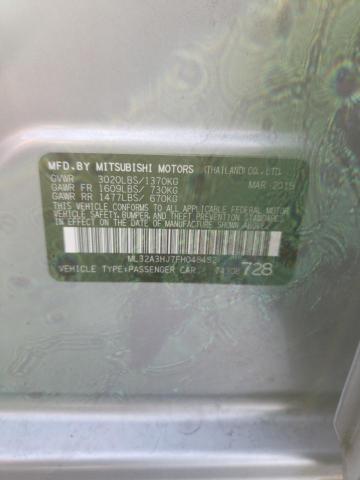 MFD.BY MITSUBISHI MOTORS (THAILAND) CO., LTD.
GVWR 3020LBS/1370KG MAR 2015
GAWR FR 1609LBS/ 730KG
GAWR RR 1477LBS/ 670KG
THIS VEHICLE CONFORMS TO ALL APPLICABLE FEDERAL MOTOR
VEHICLE SAFETY, BUMPER, AND THEFT PREVENTION STANDARDS
IN EFFECT ON THE DATE OF MANUFACTURE SHOWN ABOVE.
ML32A3HJ7FH048492
VEHICLE TYPE:PASSENGER CAR 728